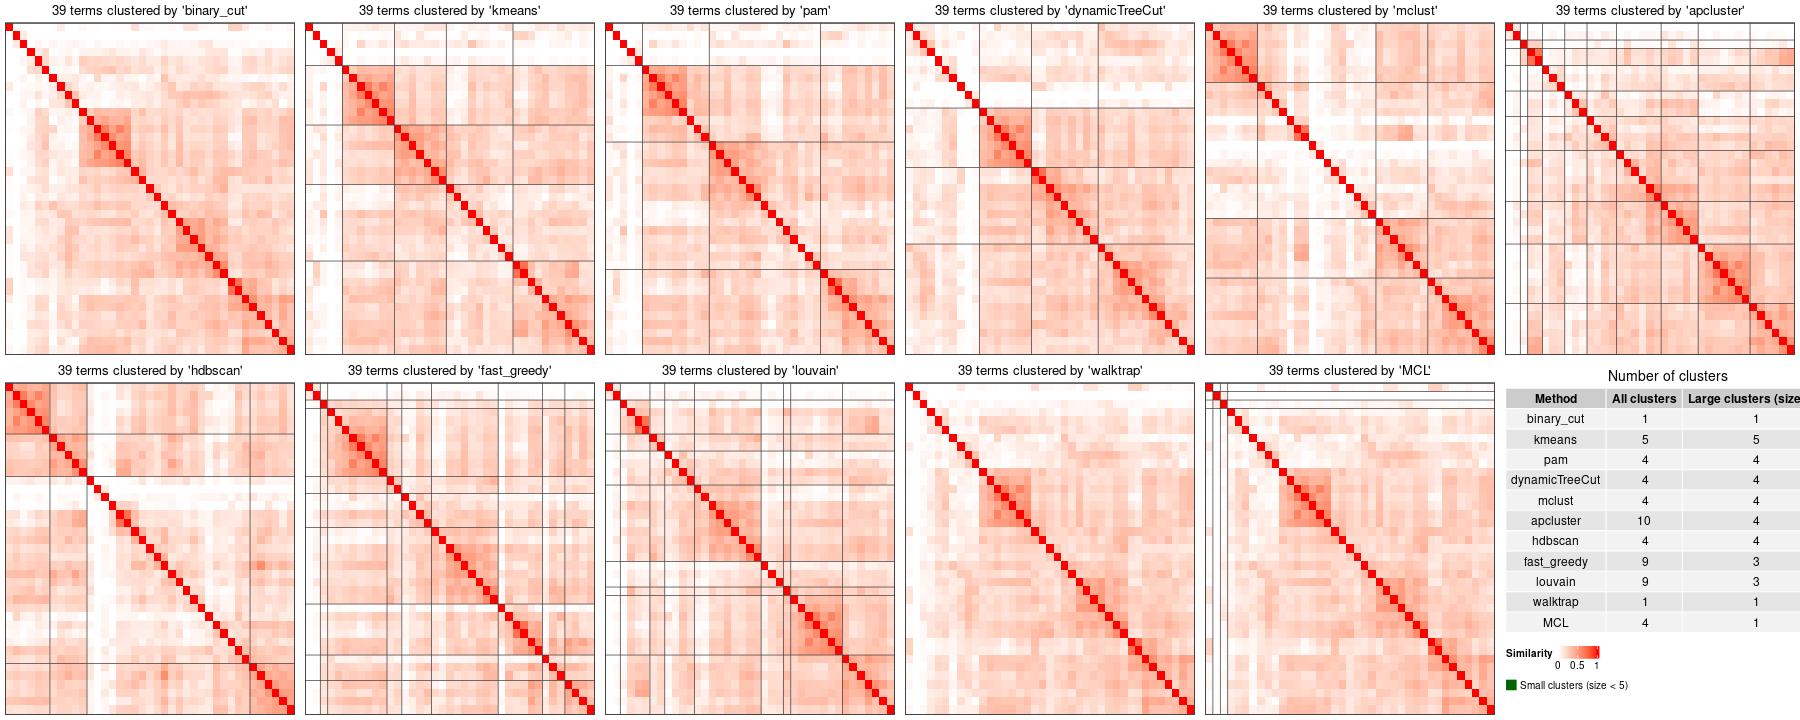 39 terms clustered by 'binary_cut'
39 terms clustered by 'kmeans'
39 terms clustered by 'pam'
39 terms clustered by 'dynamicTreeCut'
39 terms clustered by 'mclust'
39 terms clustered by 'apcluster'
39 terms clustered by 'hdbscan'
39 terms clustered by 'fast_greedy'
39 terms clustered by 'louvain'
39 terms clustered by 'walktrap'
39 terms clustered by 'MCL'
Number of clusters
Method All clusters Large clusters (size
binary_cut 1 1
kmeans 5 5
pam 4 4
dynamicTreeCut 4 4
mclust 4 4
apcluster 10 4
hdbscan 4 4
fast_greedy 9 3
louvain 9 3
walktrap 1 1
MCL 4 1
Similarity
0 0.5 1
Small clusters (size < 5)